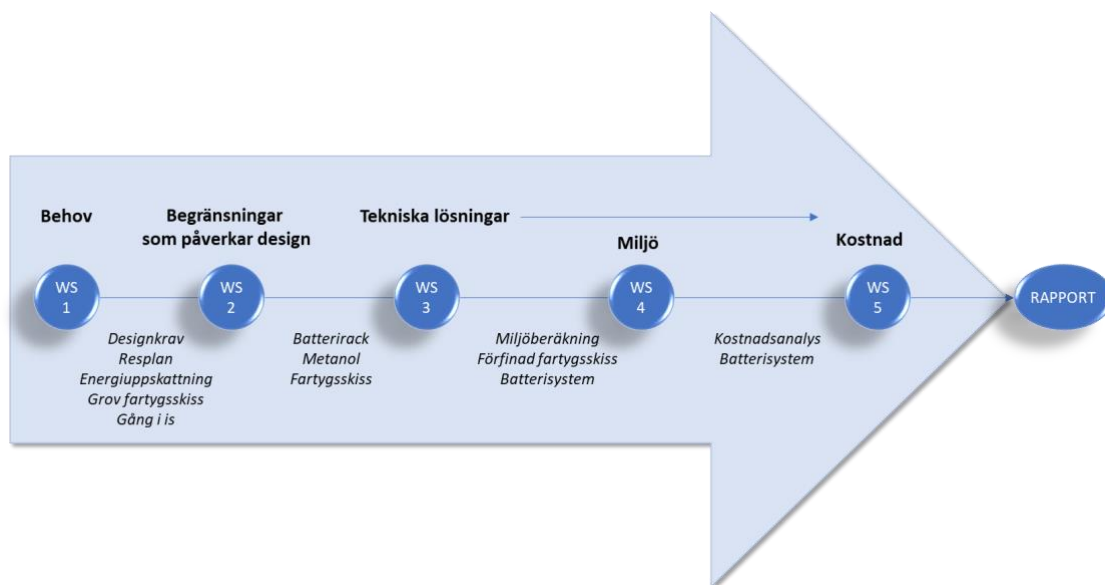 Behov
Begränsningar
som påverkar design
Tekniska lösningar
Miljö
Kostnad
WS
1
WS
2
WS
3
WS
4
WS
5
RAPPORT
Designkrav
Resplan
Energiuppskattning
Grov fartygsskiss
Gång i is
Batterirack
Metanol
Fartygsskiss
Miljöberäkning
Förfinad fartygsskiss
Batterisystem
Kostnadsanalys
Batterisystem